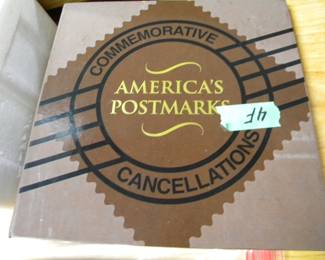 COMMEMORATIVE
AMERICA'S
POSTMARKS
CANCELLATIONS
4F